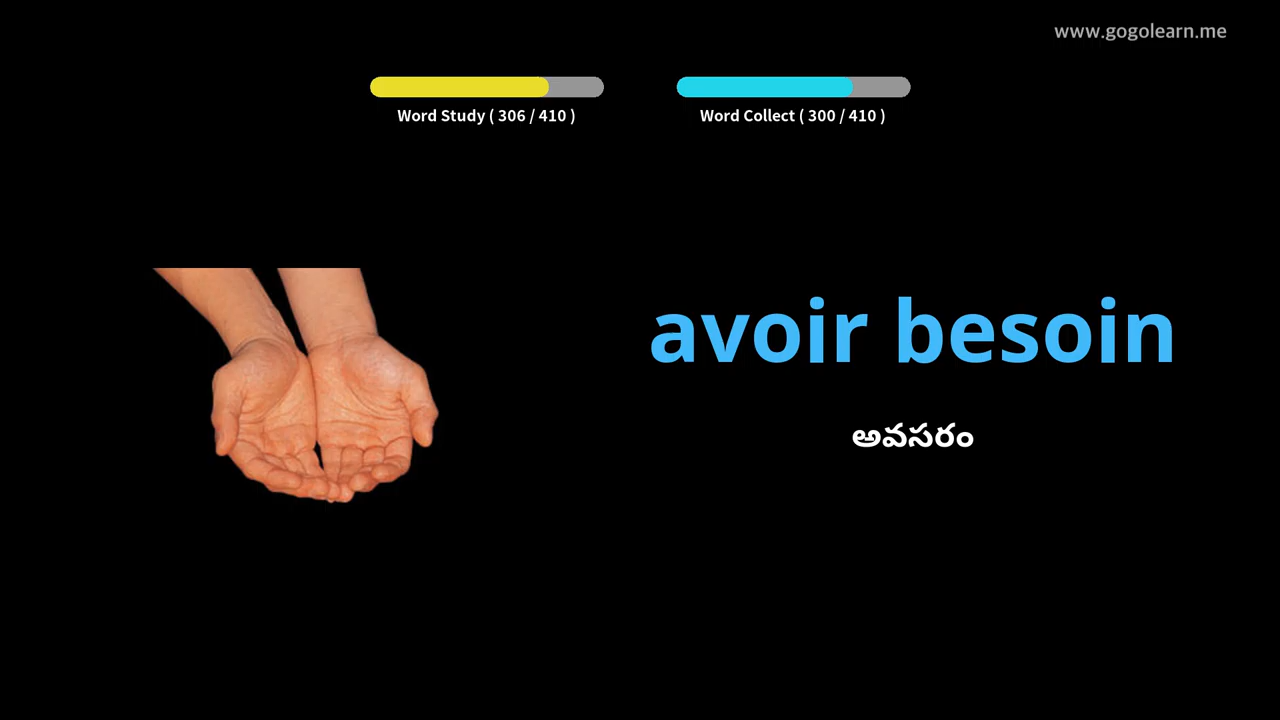 www.gogolearn.me
Word Study ( 306 / 410 )
Word Collect ( 300 / 410 )
avoir besoin
అవసరం